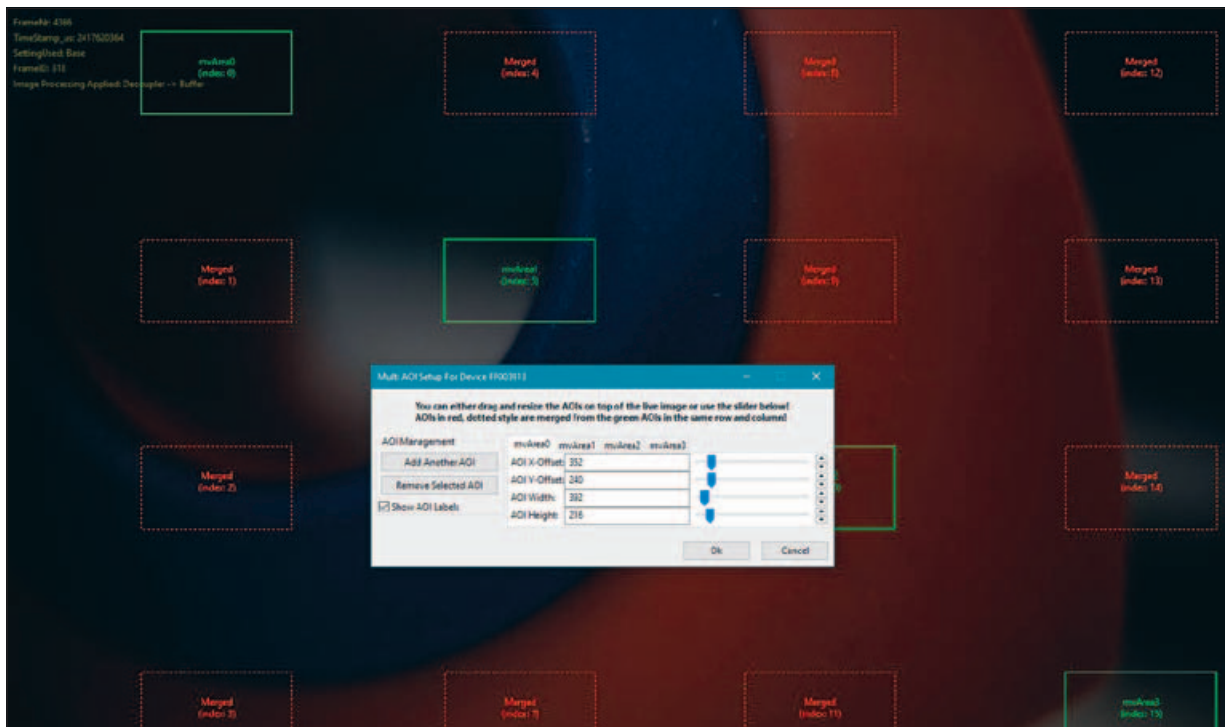 FrameNr: 4366
TimeStamp_us: 2417620364
SettingUsed: Base
FrameID: 318
Image Processing Applied: Decoupler -> Buffer
mvArea0
(index: 0)
Merged
(index: 4)
Merged
(index: 8)
Merged
(index: 12)
Merged
(index: 1)
mvArea1
(index: 5)
Merged
(index: 9)
Merged
(index: 13)
Multi AOI Setup For Device
You can either drag and resize the AOIs on top of the live image or use the slider below!
AOIs in red, dotted style are merged from the green AOIs in the same row and column!
AOI Management
Add Another AOI
Remove Selected AOI
Show AOI Labels
mvArea0 mvArea1 mvArea2 mvArea3
AOI X-Offset: 352
AOI Y-Offset: 240
AOI Width: 392
AOI Height: 216
Ok Cancel
Merged
(index: 2)
Merged
(index: 14)
Merged
(index: 3)
Merged
(index: 7)
Merged
(index: 11)
mvArea3
(index: 15)